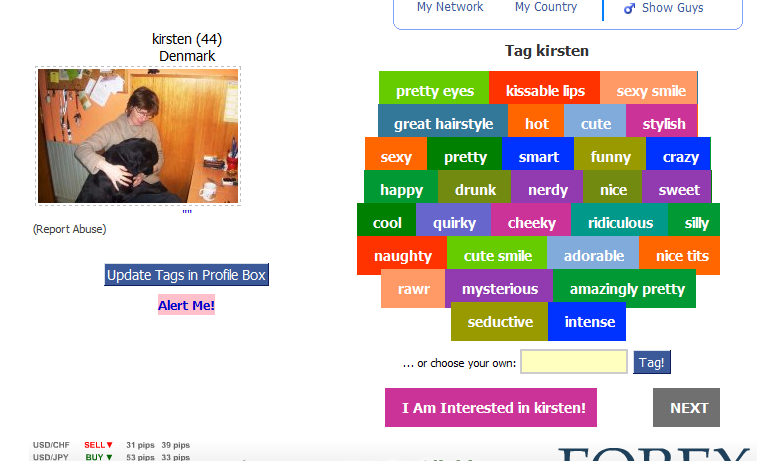 My Network My Country Show Guys
kirsten (44)
Denmark
""
(Report Abuse)
Update Tags in Profile Box
Alert Me!
Tag kirsten
pretty eyes kissable lips sexy smile
great hairstyle hot cute stylish
sexy pretty smart funny crazy
happy drunk nerdy nice sweet
cool quirky cheeky ridiculous silly
naughty cute smile adorable nice tits
rawr mysterious amazingly pretty
seductive intense
... or choose your own: Tag!
I Am Interested in kirsten! NEXT
USD/CHF SELL▼ 31 pips 39 pips
USD/JPY BUY▼ 53 pips 33 pips
FOREX